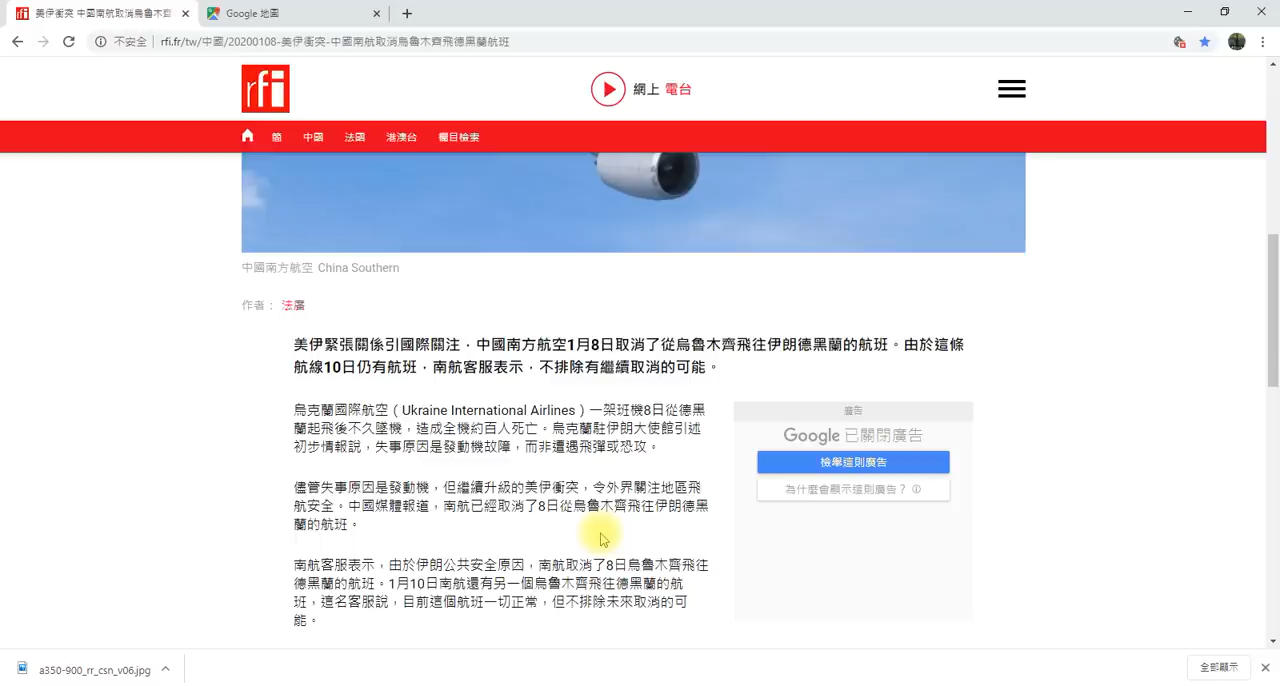 美伊衝突 中國南航取消烏魯木齊
Google 地圖
不安全
rfi.fr/tw/中國/20200108-美伊衝突-中國南航取消烏魯木齊飛德黑蘭航班
rfi
網上 電台
簡 中國 法國 港澳台 欄目檢索
中國南方航空 China Southern
作者： 法廣
美伊緊張關係引國際關注，中國南方航空1月8日取消了從烏魯木齊飛往伊朗德黑蘭的航班。由於這條
航線10日仍有航班，南航客服表示，不排除有繼續取消的可能。
烏克蘭國際航空（Ukraine International Airlines）一架班機8日從德黑
蘭起飛後不久墜機，造成全機約百人死亡。烏克蘭駐伊朗大使館引述
初步情報說，失事原因是發動機故障，而非遭遇飛彈或恐攻。
儘管失事原因是發動機，但繼續升級的美伊衝突，令外界關注地區飛
航安全。中國媒體報道，南航已經取消了8日從烏魯木齊飛往伊朗德黑
蘭的航班。
南航客服表示，由於伊朗公共安全原因，南航取消了8日烏魯木齊飛往
德黑蘭的航班。1月10日南航還有另一個烏魯木齊飛往德黑蘭的航
班，這名客服說，目前這個航班一切正常，但不排除未來取消的可
能。
廣告
Google 已關閉廣告
檢舉這則廣告
為什麼會顯示這則廣告？
a350-900_rr_csn_v06.jpg
全部顯示